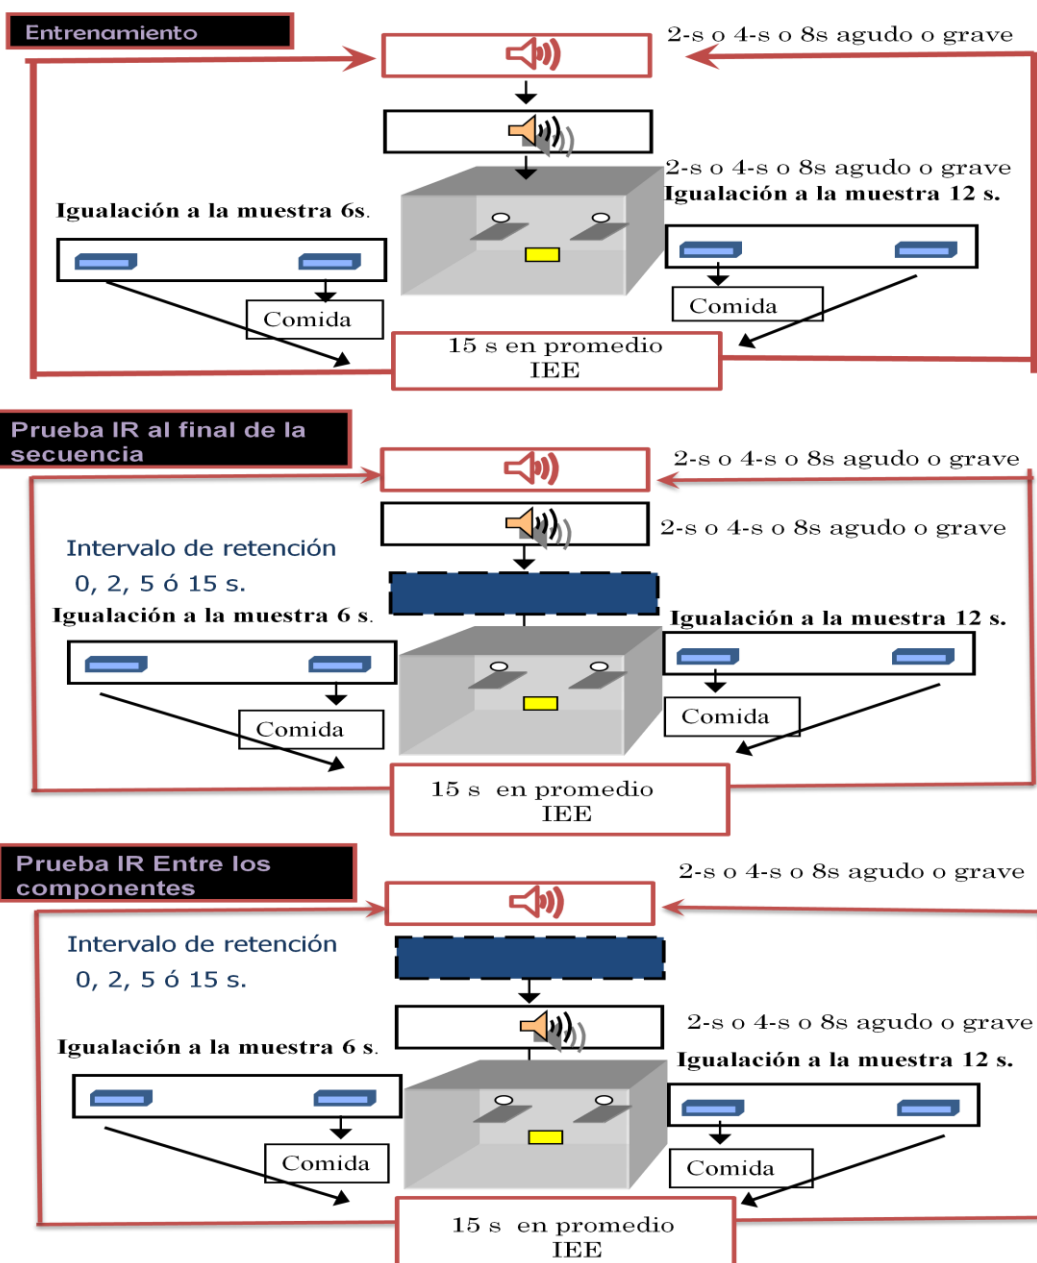 Entrenamiento
2-s o 4-s o 8s agudo o grave
2-s o 4-s o 8s agudo o grave
Igualación a la muestra 6s.
Igualación a la muestra 12 s.
Comida
Comida
15 s en promedio
IEE
Prueba IR al final de la
secuencia
2-s o 4-s o 8s agudo o grave
2-s o 4-s o 8s agudo o grave
Intervalo de retención
0, 2, 5 ó 15 s.
Igualación a la muestra 6 s.
Igualación a la muestra 12 s.
Comida
Comida
15 s en promedio
IEE
Prueba IR Entre los
componentes
2-s o 4-s o 8s agudo o grave
Intervalo de retención
0, 2, 5 ó 15 s.
2-s o 4-s o 8s agudo o grave
Igualación a la muestra 6 s.
Igualación a la muestra 12 s.
Comida
Comida
15 s en promedio
IEE